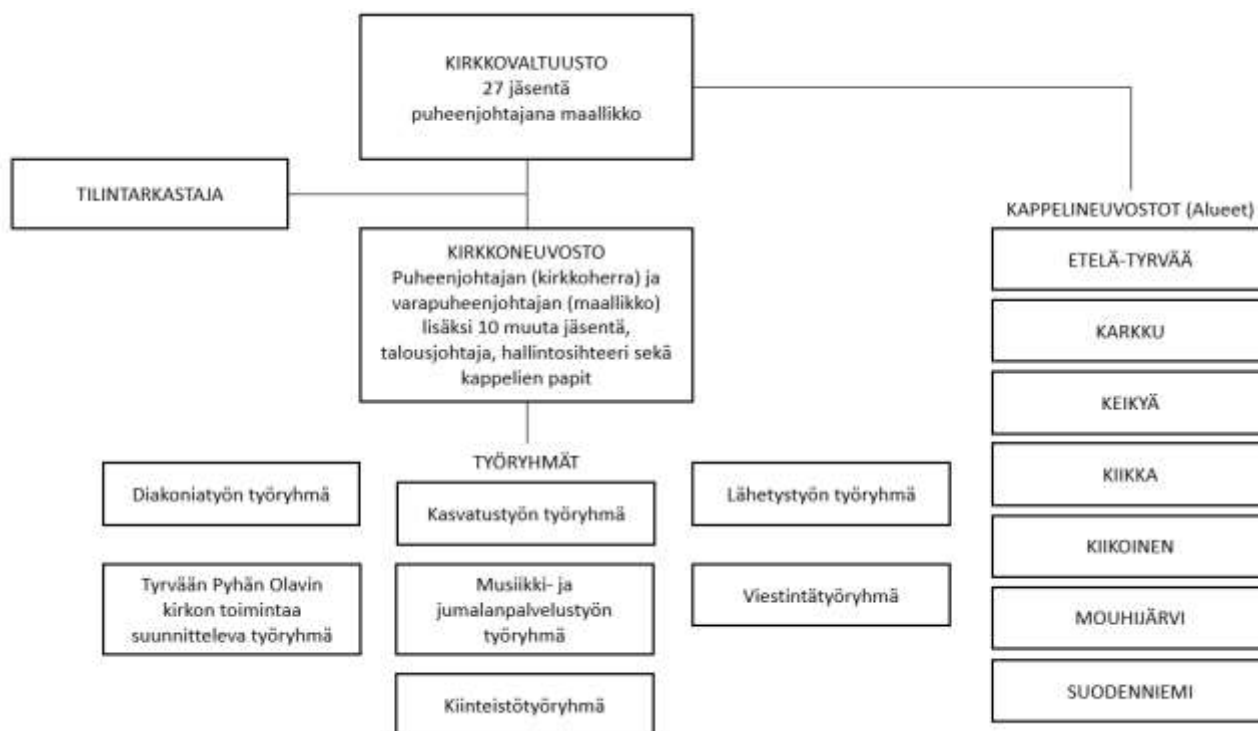 KIRKKOVALTUUSTO
27 jäsentä
puheenjohtajana maallikko
TILINTARKASTAJA
KIRKKONEUVOSTO
Puheenjohtajan (kirkkoherra) ja
varapuheenjohtajan (maallikko)
lisäksi 10 muuta jäsentä,
talousjohtaja, hallintosihteeri sekä
kappelien papit
TYÖRYHMÄT
Diakoniatyön työryhmä
Kasvatustyön työryhmä
Lähetystyön työryhmä
Tyrvään Pyhän Olavin
kirkon toimintaa
suunnitteleva työryhmä
Musiikki- ja
jumalanpalvelustyön
työryhmä
Viestintätyöryhmä
Kiinteistötyöryhmä
KAPPELINEUVOSTOT (Alueet)
ETELÄ-TYRVÄÄ
KARKKU
KEIKYÄ
KIIKKA
KIIKOINEN
MOUHIJÄRVI
SUODENNIEMI